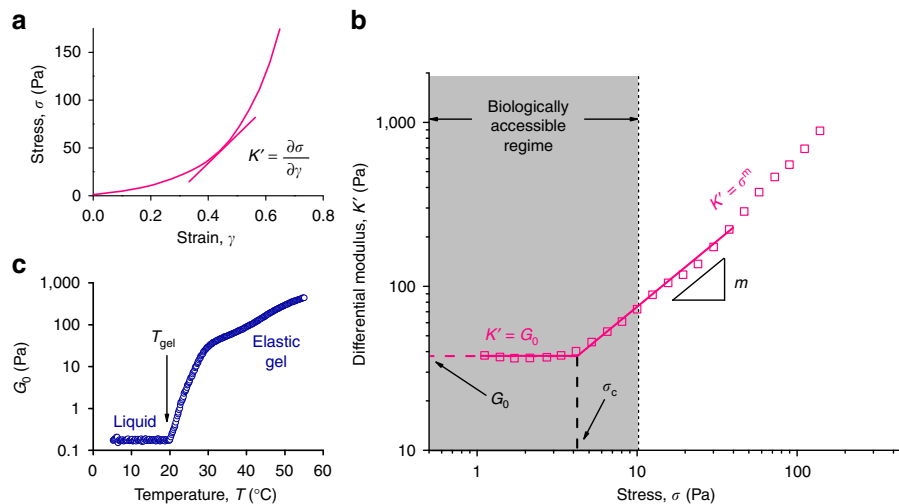 a
150
100
50
0
Stress, σ (Pa)
K′ = ∂σ
∂γ
0.0 0.2 0.4 0.6 0.8
Strain, γ
b
1,000
100
10
Differential modulus, K′ (Pa)
Biologically
accessible
regime
K′ = σᵐ
m
K′ = G₀
G₀
σc
1 10 100
Stress, σ (Pa)
c
1,000
100
10
1
0.1
G₀ (Pa)
Tgel
Elastic
gel
Liquid
0 10 20 30 40 50 60
Temperature, T (°C)